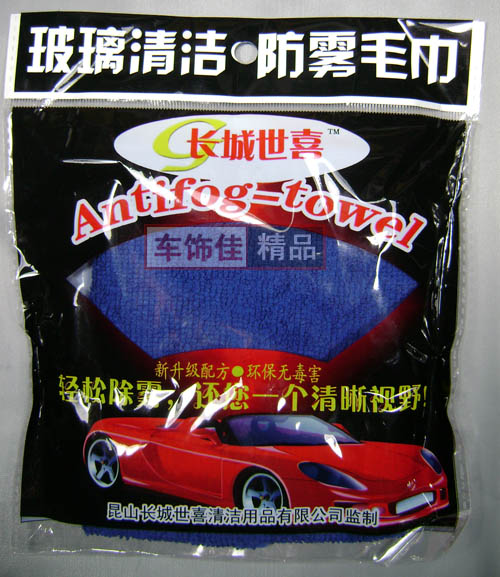 玻璃清洁 防雾毛巾
长城世喜™
Antifog=towel
车饰佳 精品
新升级配方●环保无毒害
轻松除雾，还您一个清晰视野！
昆山长城世喜清洁用品有限公司监制